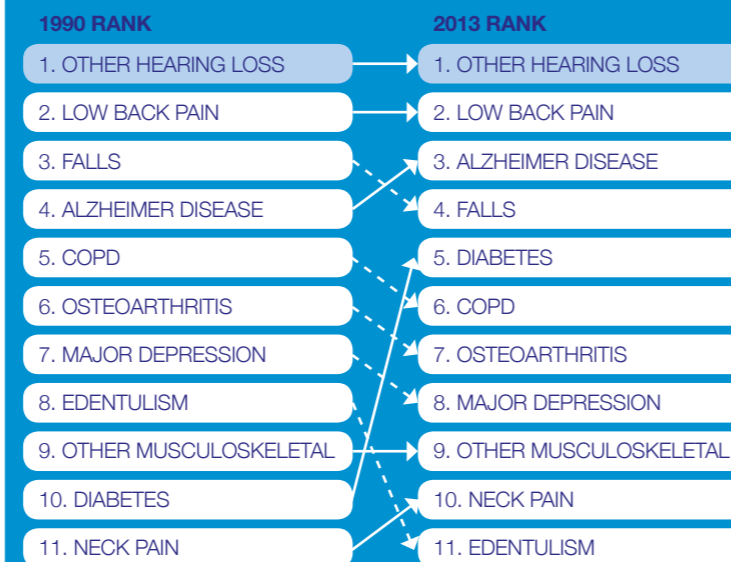 1990 RANK
1. OTHER HEARING LOSS
2. LOW BACK PAIN
3. FALLS
4. ALZHEIMER DISEASE
5. COPD
6. OSTEOARTHRITIS
7. MAJOR DEPRESSION
8. EDENTULISM
9. OTHER MUSCULOSKELETAL
10. DIABETES
11. NECK PAIN
2013 RANK
1. OTHER HEARING LOSS
2. LOW BACK PAIN
3. ALZHEIMER DISEASE
4. FALLS
5. DIABETES
6. COPD
7. OSTEOARTHRITIS
8. MAJOR DEPRESSION
9. OTHER MUSCULOSKELETAL
10. NECK PAIN
11. EDENTULISM